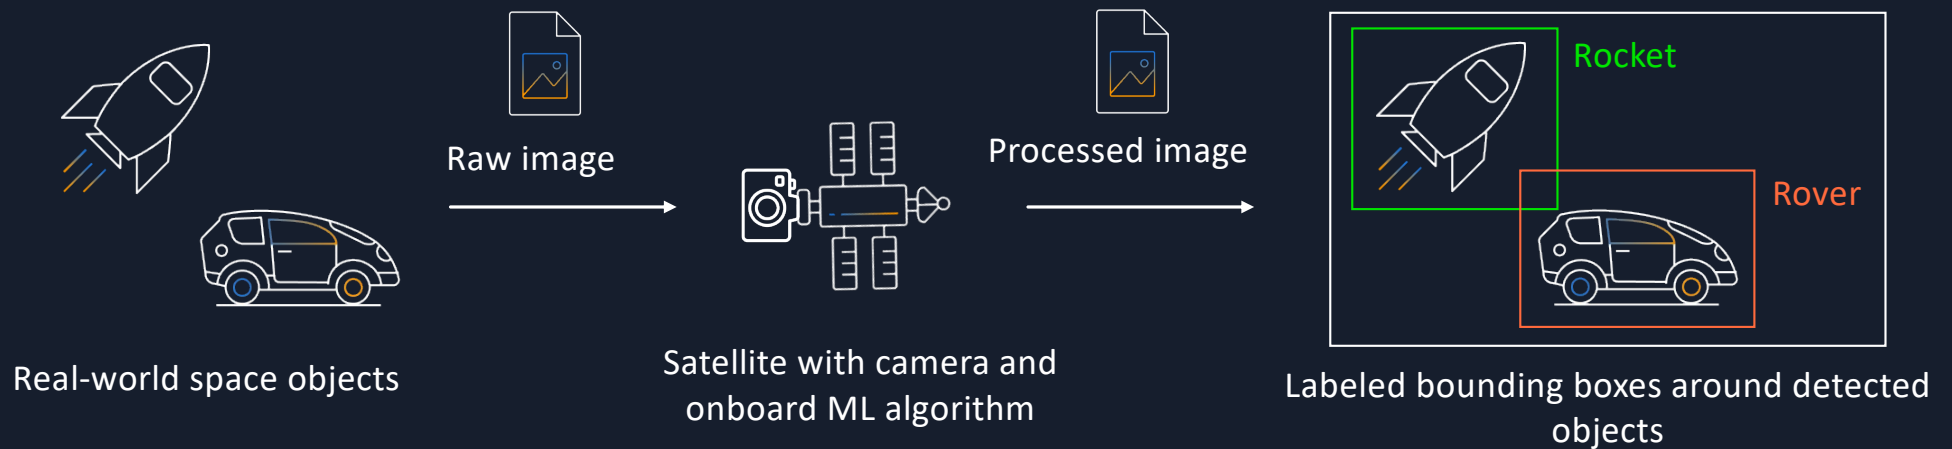 Real-world space objects
Raw image
Satellite with camera and
onboard ML algorithm
Processed image
Rocket
Rover
Labeled bounding boxes around detected
objects